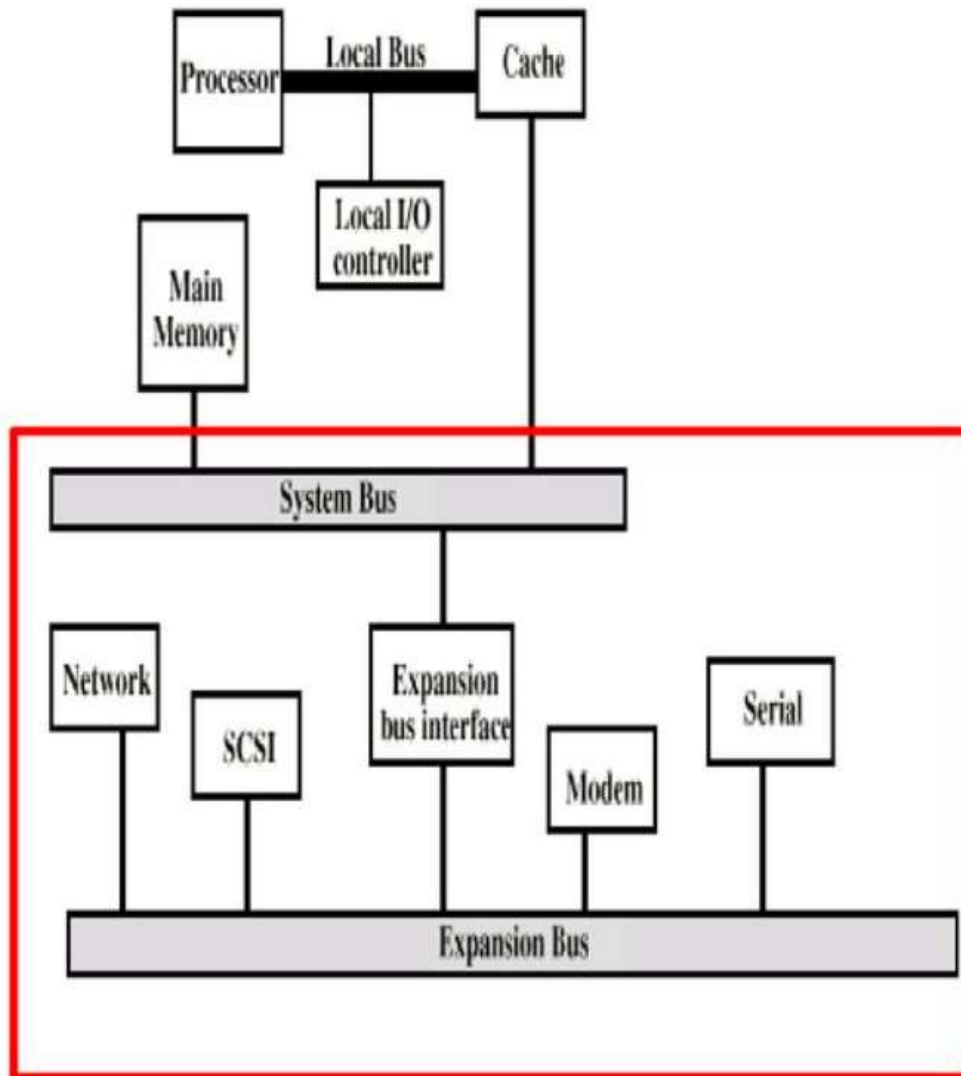 Local Bus
Processor
Cache
Local I/O
controller
Main
Memory
System Bus
Network
SCSI
Expansion
bus interface
Modem
Serial
Expansion Bus